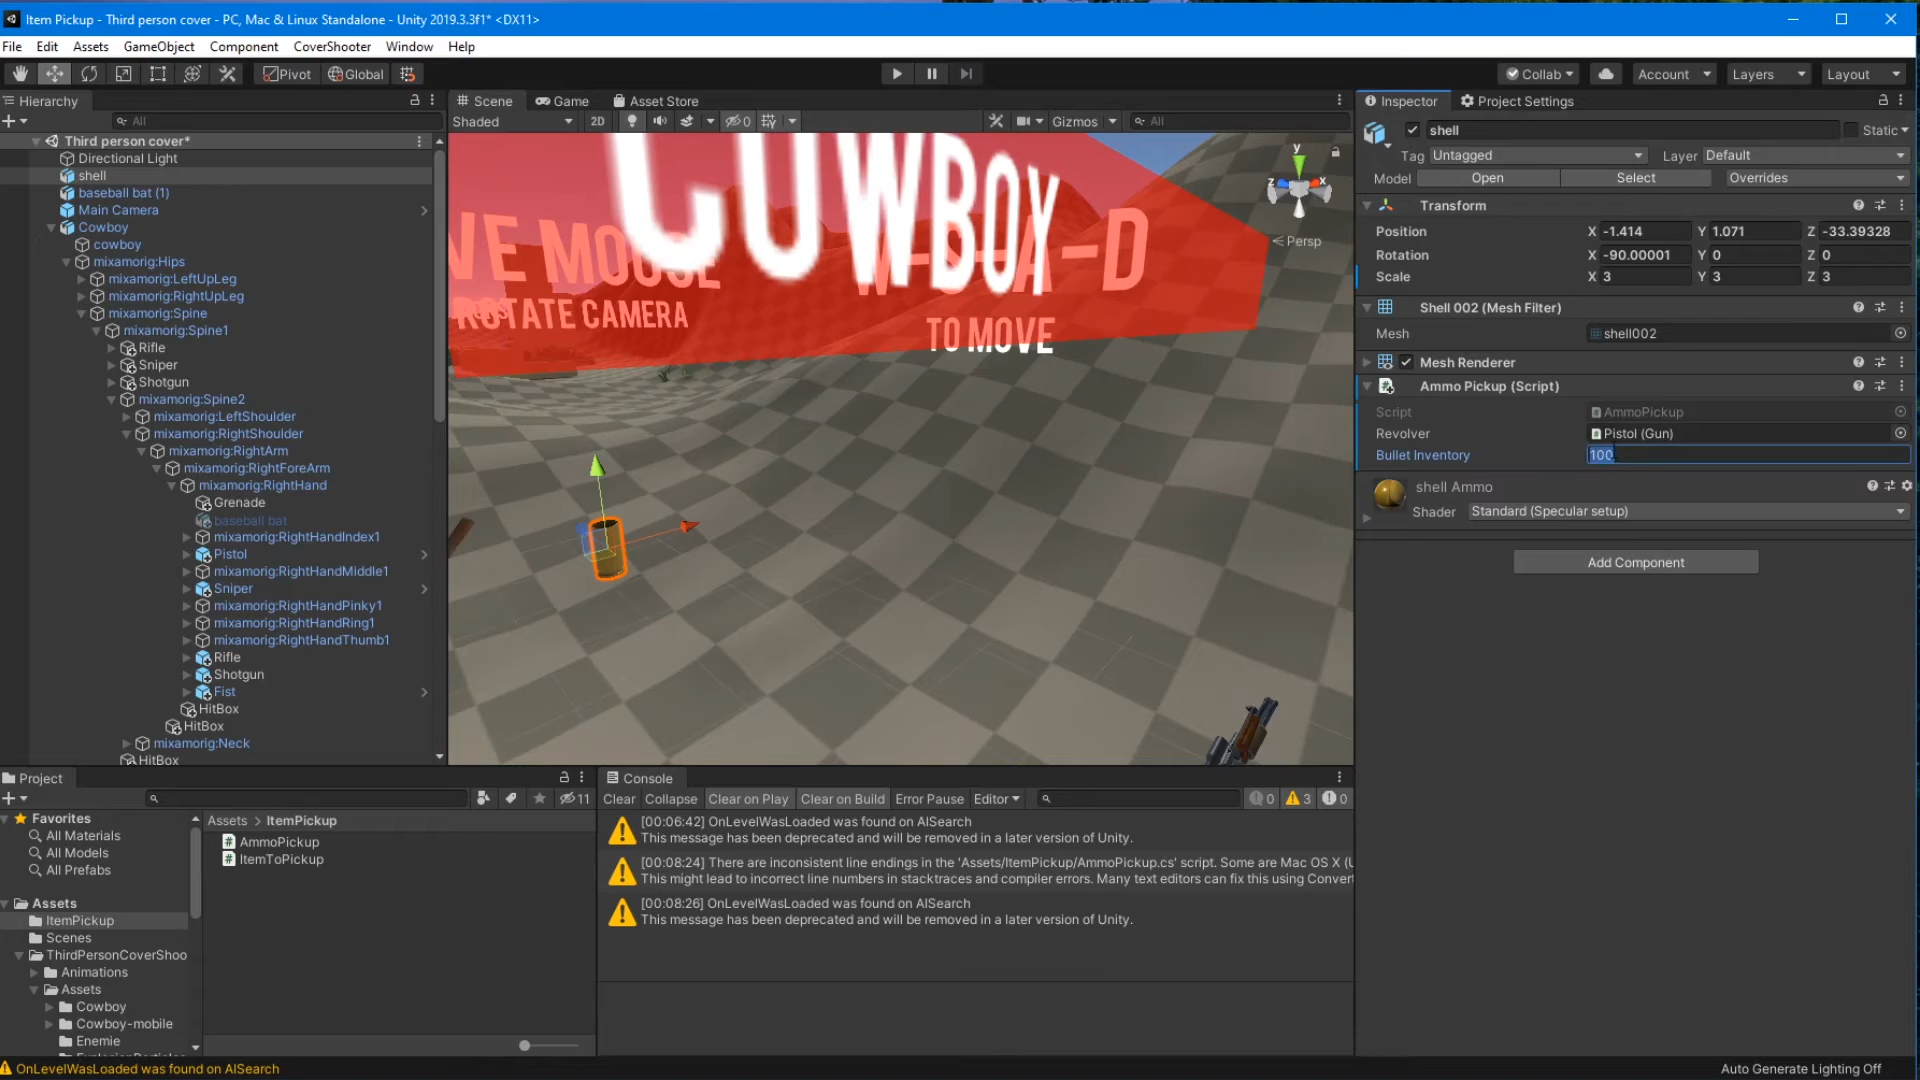 Item Pickup - Third person cover - PC, Mac & Linux Standalone - Unity 2019.3.3f1* <DX11>
File Edit Assets GameObject Component CoverShooter Window Help
Pivot Global Collab Account Layers Layout
Hierarchy
All
Third person cover*
Directional Light
shell
baseball bat (1)
Main Camera
Cowboy
cowboy
mixamorig:Hips
mixamorig:LeftUpLeg
mixamorig:RightUpLeg
mixamorig:Spine
mixamorig:Spine1
Rifle
Sniper
Shotgun
mixamorig:Spine2
mixamorig:LeftShoulder
mixamorig:RightShoulder
mixamorig:RightArm
mixamorig:RightForeArm
mixamorig:RightHand
Grenade
baseball bat
mixamorig:RightHandIndex1
Pistol
mixamorig:RightHandMiddle1
Sniper
mixamorig:RightHandPinky1
mixamorig:RightHandRing1
mixamorig:RightHandThumb1
Rifle
Shotgun
Fist
HitBox
HitBox
mixamorig:Neck
HitBox
Scene Game Asset Store
Shaded 2D 0 Gizmos All
COWBOY
VE MOUSE W-S-A-D
ROTATE CAMERA
TO MOVE
y
z x
Persp
Inspector Project Settings
shell Static
Tag Untagged Layer Default
Model Open Select Overrides
Transform
Position X -1.414 Y 1.071 Z -33.39328
Rotation X -90.00001 Y 0 Z 0
Scale X 3 Y 3 Z 3
Shell 002 (Mesh Filter)
Mesh shell002
Mesh Renderer
Ammo Pickup (Script)
Script AmmoPickup
Revolver Pistol (Gun)
Bullet Inventory 100
shell Ammo
Shader Standard (Specular setup)
Add Component
Project
11
Favorites
All Materials
All Models
All Prefabs
Assets
ItemPickup
Scenes
ThirdPersonCoverShoo
Animations
Assets
Cowboy
Cowboy-mobile
Enemie
Assets > ItemPickup
AmmoPickup
ItemToPickup
Console
Clear Collapse Clear on Play Clear on Build Error Pause Editor 0 3 0
[00:06:42] OnLevelWasLoaded was found on AISearch
This message has been deprecated and will be removed in a later version of Unity.
[00:08:24] There are inconsistent line endings in the 'Assets/ItemPickup/AmmoPickup.cs' script. Some are Mac OS X (U
This might lead to incorrect line numbers in stacktraces and compiler errors. Many text editors can fix this using Convert
[00:08:26] OnLevelWasLoaded was found on AISearch
This message has been deprecated and will be removed in a later version of Unity.
OnLevelWasLoaded was found on AISearch
Auto Generate Lighting Off